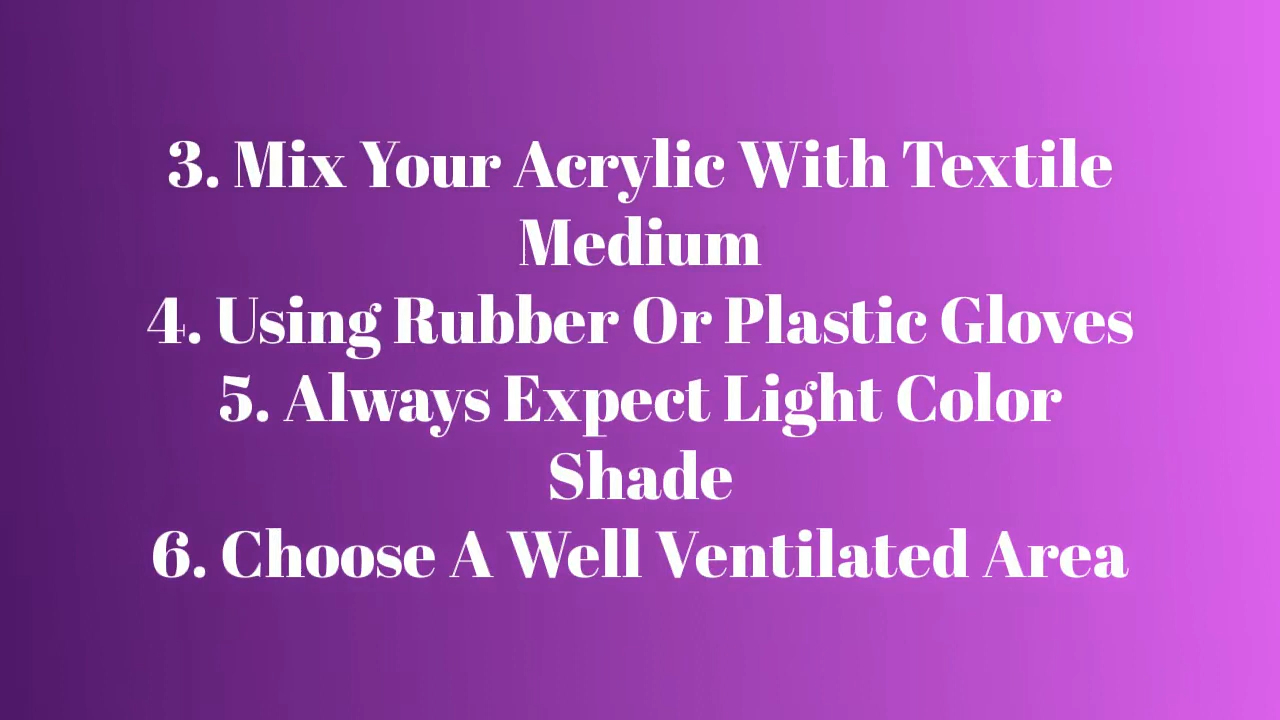 3. Mix Your Acrylic With Textile
Medium
4. Using Rubber Or Plastic Gloves
5. Always Expect Light Color
Shade
6. Choose A Well Ventilated Area